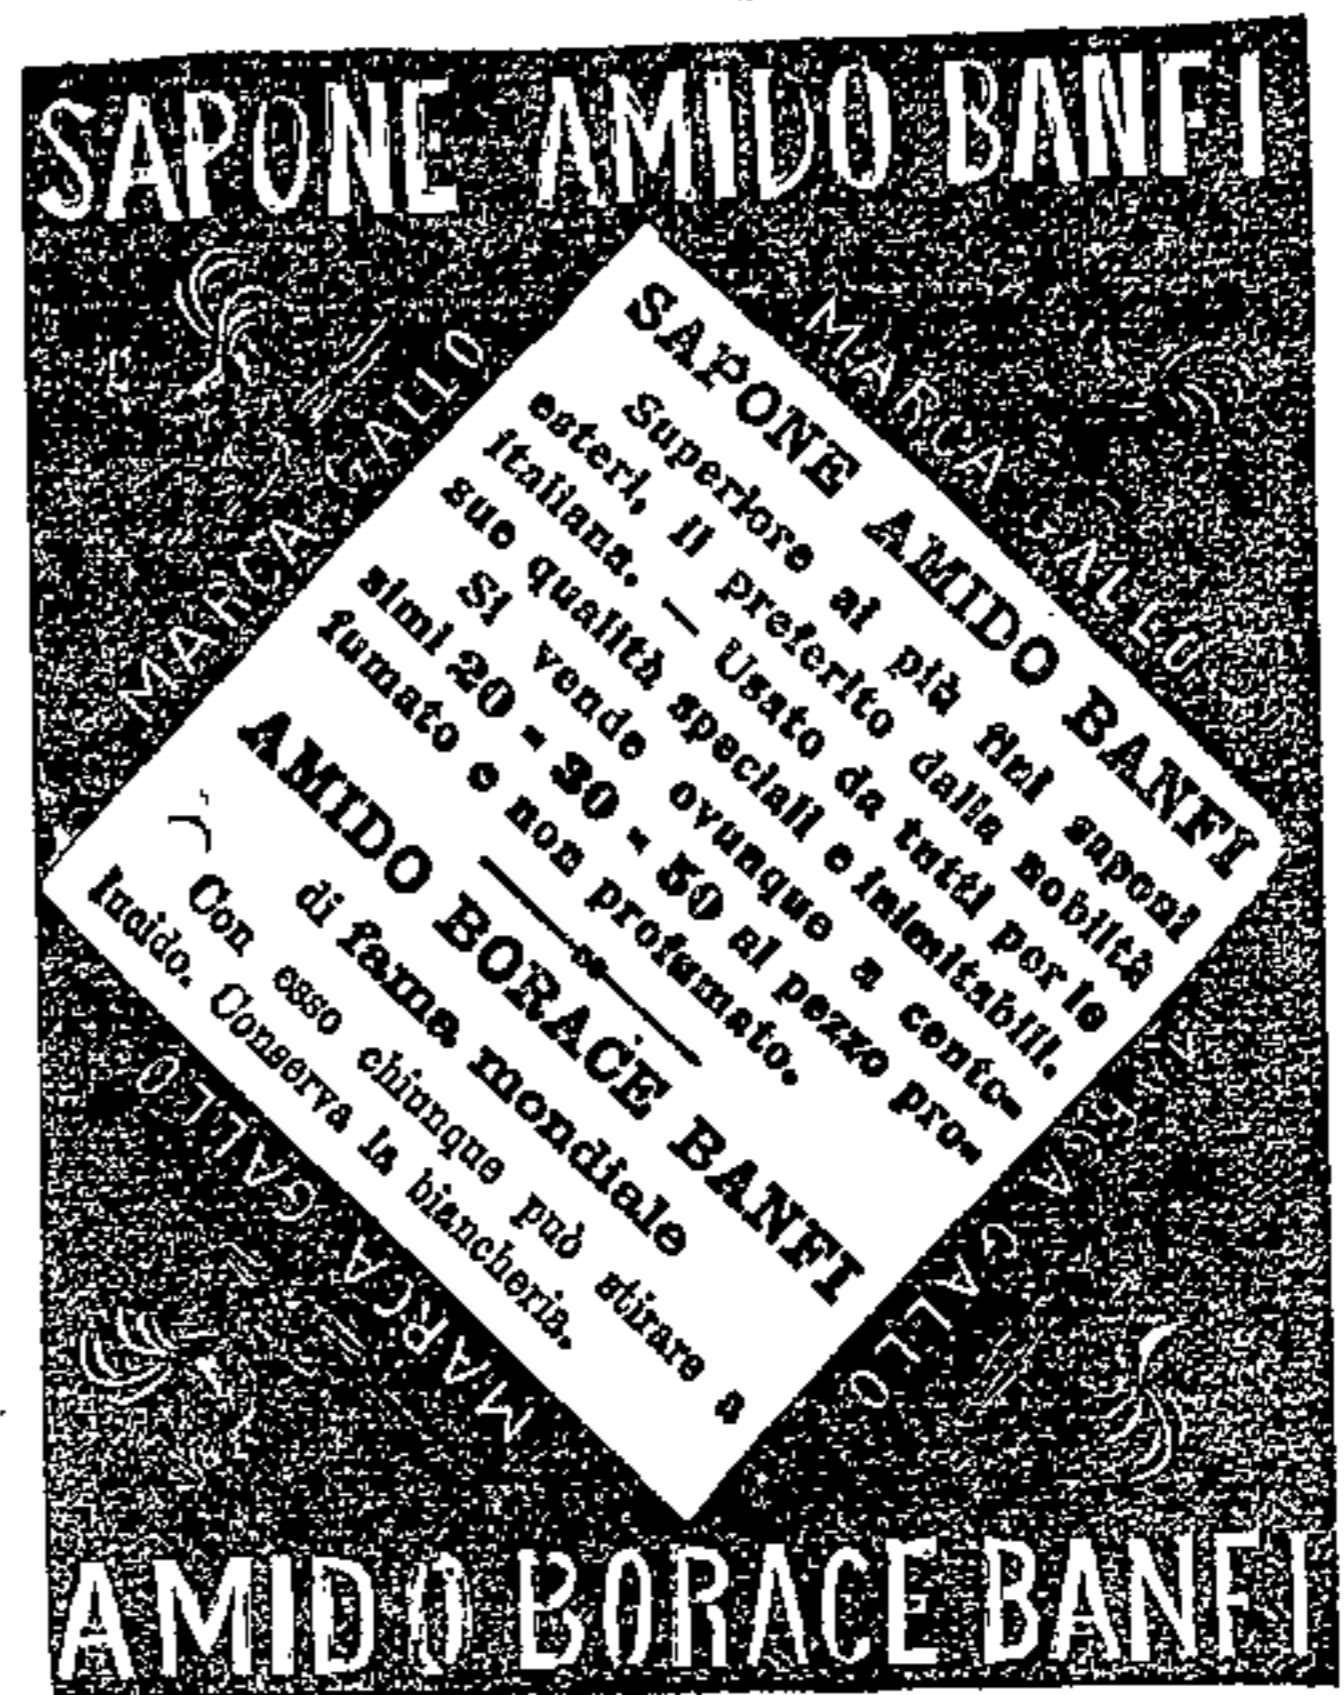 SAPONE AMIDO BANFI
MARCA GALLO
MARCA GALLO
SAPONE AMIDO BANFI
Superiore ai più fini saponi
esteri, il preferito dalla nobiltà
italiana. — Usato da tutti per le
sue qualità speciali e inimitabili.
Si vende ovunque a cente-
simi 20 - 30 - 50 al pezzo pro-
fumato e non profumato.
AMIDO BORACE BANFI
di fama mondiale
Con esso chiunque può stirare a
lucido. Conserva la biancheria.
MARCA GALLO
MARCA GALLO
AMIDO BORACE BANFI